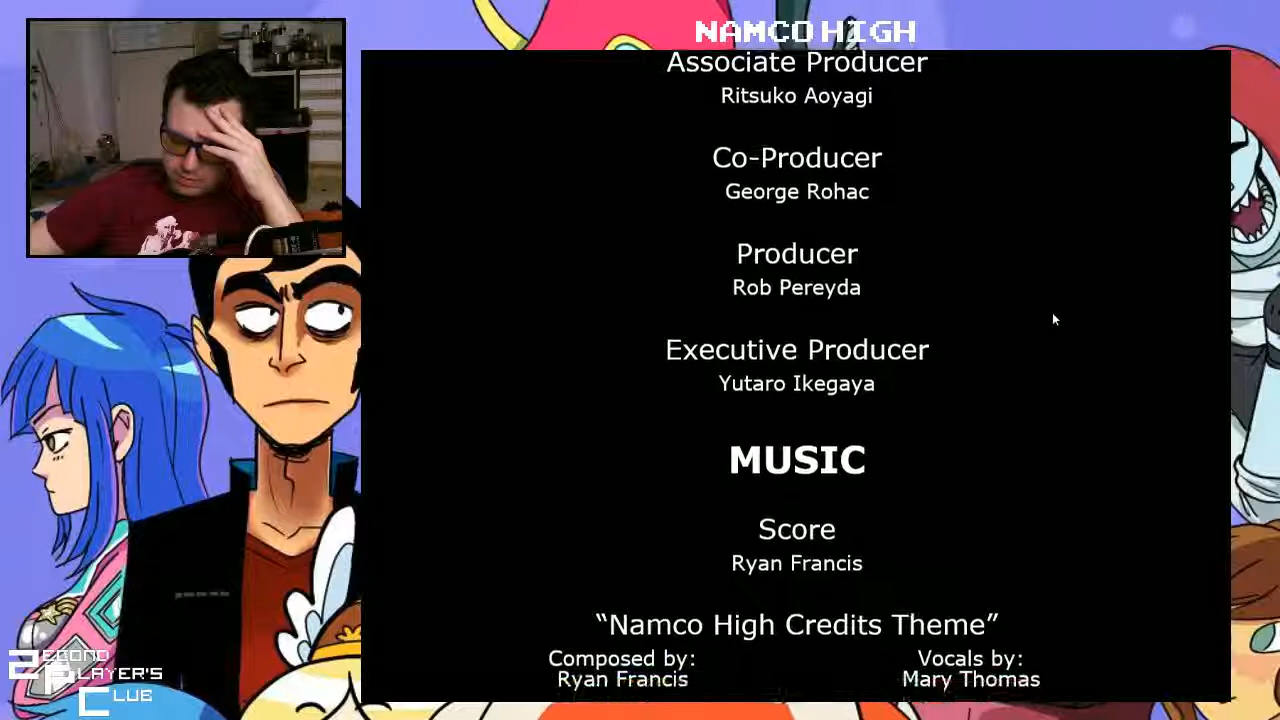 NAMCO HIGH
Associate Producer
Ritsuko Aoyagi
Co-Producer
George Rohac
Producer
Rob Pereyda
Executive Producer
Yutaro Ikegaya
MUSIC
Score
Ryan Francis
“Namco High Credits Theme”
Composed by: Vocals by:
Ryan Francis Mary Thomas
2ECOND
PLAYER'S
CLUB